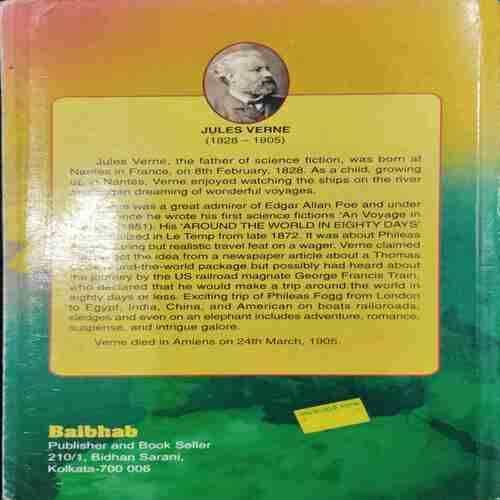 JULES VERNE
(1828 – 1905)
Jules Verne, the father of science fiction, was born at
Nantes in France, on 8th February, 1828. As a child, growing
up, in Nantes, Verne enjoyed watching the ships on the river
dreaming of wonderful voyages.
was a great admirer of Edgar Allan Poe and under
he wrote his first science fictions 'An Voyage in
(1851). His 'AROUND THE WORLD IN EIGHTY DAYS'
in Le Temp from late 1872. It was about Phileas
but realistic travel feat on a wager. Verne claimed
the idea from a newspaper article about a Thomas
package but possibly had heard about
the journey by the US railroad magnate George Francis Train,
who declared that he would make a trip around the world in
eighty days or less. Exciting trip of Phileas Fogg from London
to Egypt, India, China, and American on boats railoroads,
sledges and even on an elephant includes adventure, romance,
suspense, and intrigue galore.
Verne died in Amiens on 24th March, 1905.
Baibhab
Publisher and Book Seller
210/1, Bidhan Sarani,
Kolkata-700 006